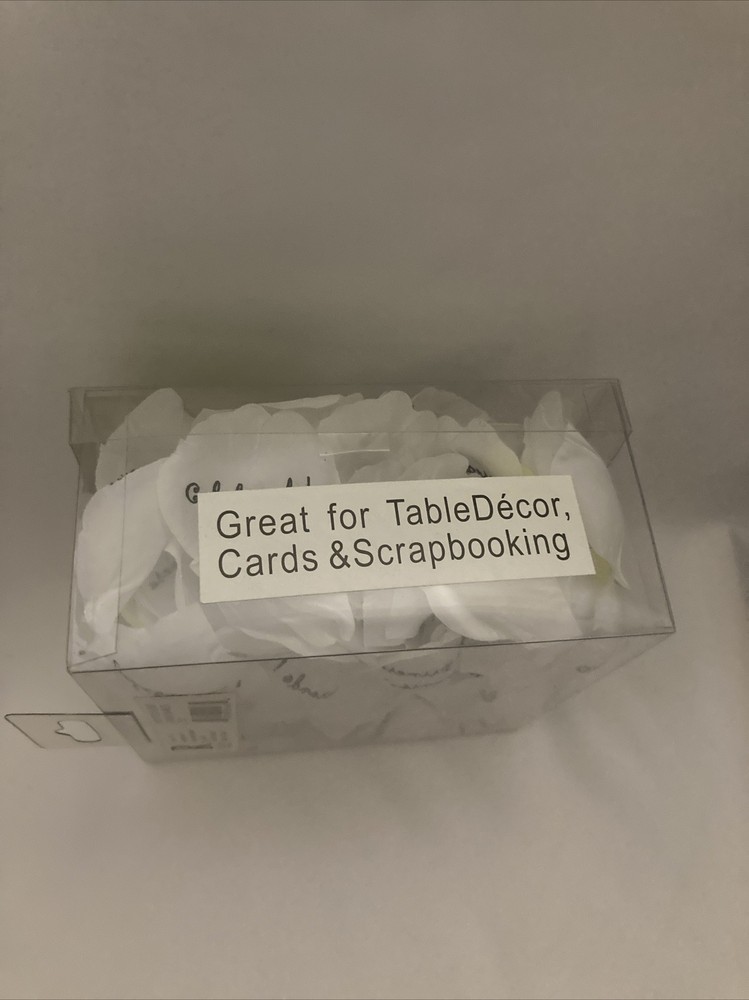 Great for TableDécor,
Cards &Scrapbooking